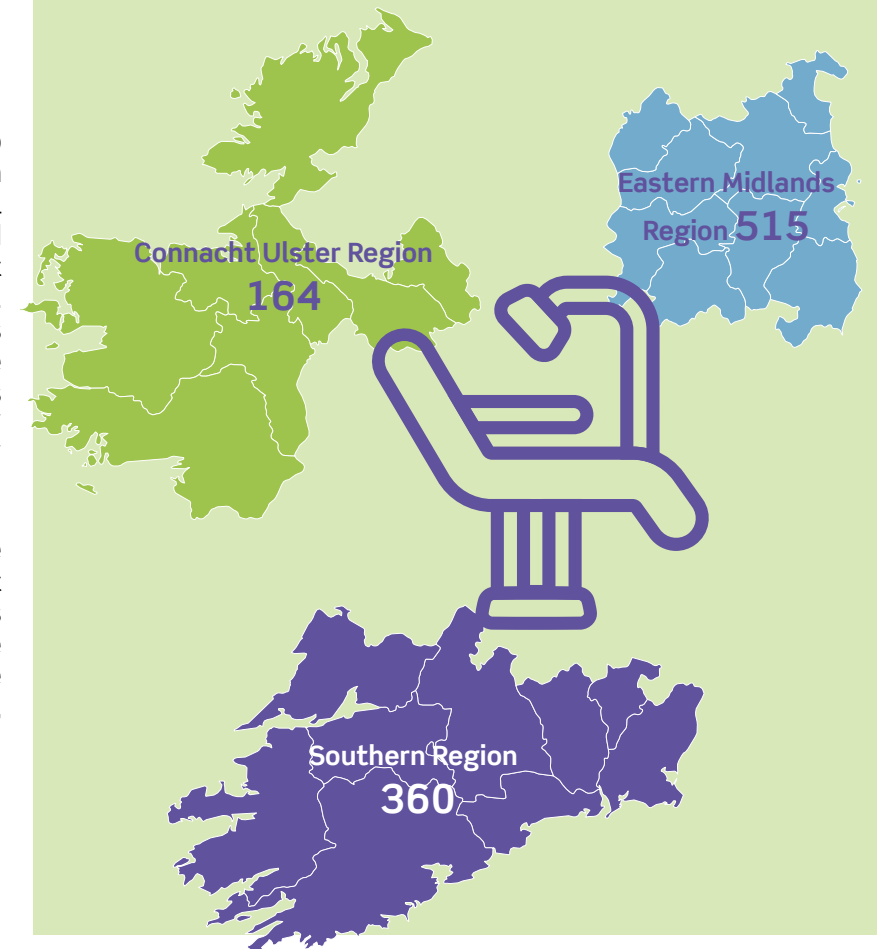 Connacht Ulster Region
164
Eastern Midlands
Region 515
Southern Region
360